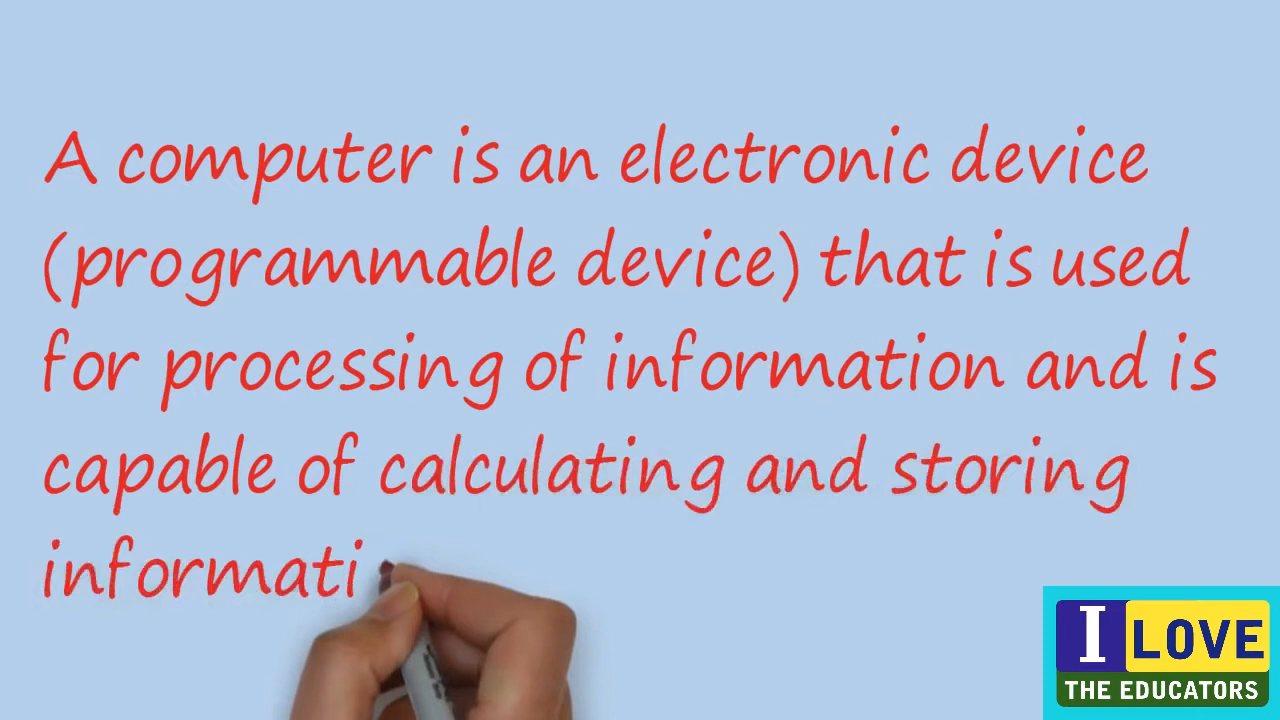 A computer is an electronic device
(programmable device) that is used
for processing of information and is
capable of calculating and storing
informati
I LOVE
THE EDUCATORS